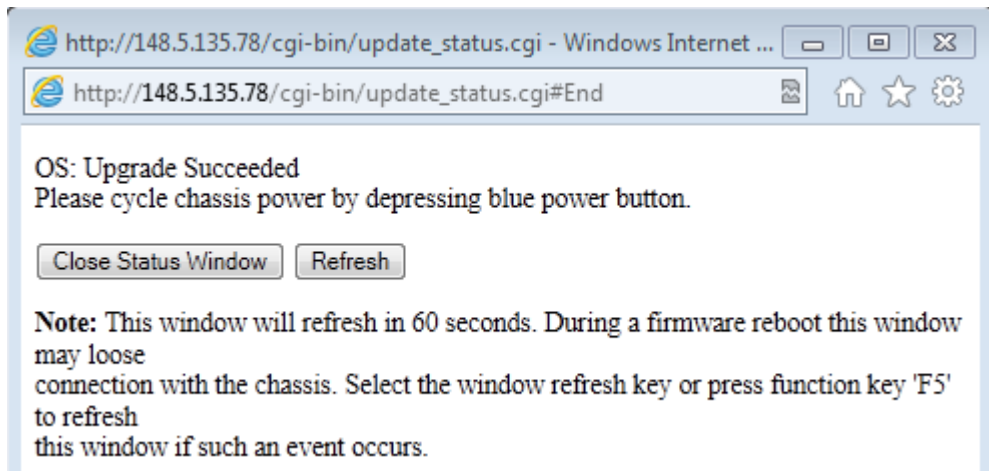 http://148.5.135.78/cgi-bin/update_status.cgi - Windows Internet ...
http://148.5.135.78/cgi-bin/update_status.cgi#End
OS: Upgrade Succeeded
Please cycle chassis power by depressing blue power button.
Close Status Window Refresh
Note: This window will refresh in 60 seconds. During a firmware reboot this window
may loose
connection with the chassis. Select the window refresh key or press function key 'F5'
to refresh
this window if such an event occurs.